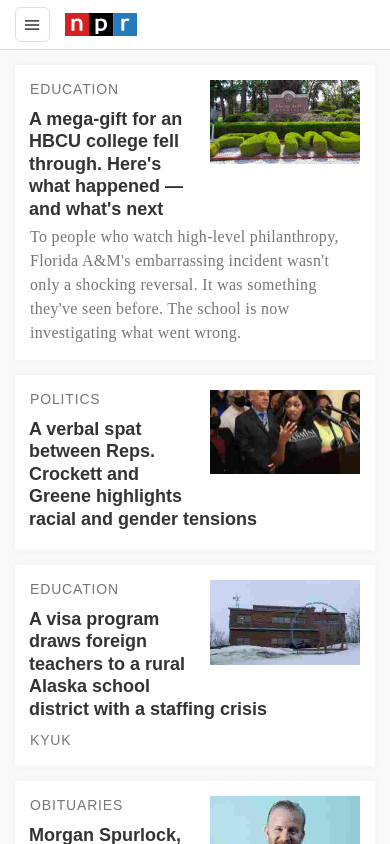 npr
EDUCATION
A mega-gift for an
HBCU college fell
through. Here's
what happened —
and what's next
To people who watch high-level philanthropy,
Florida A&M's embarrassing incident wasn't
only a shocking reversal. It was something
they've seen before. The school is now
investigating what went wrong.
POLITICS
A verbal spat
between Reps.
Crockett and
Greene highlights
racial and gender tensions
EDUCATION
A visa program
draws foreign
teachers to a rural
Alaska school
district with a staffing crisis
KYUK
OBITUARIES
Morgan Spurlock,